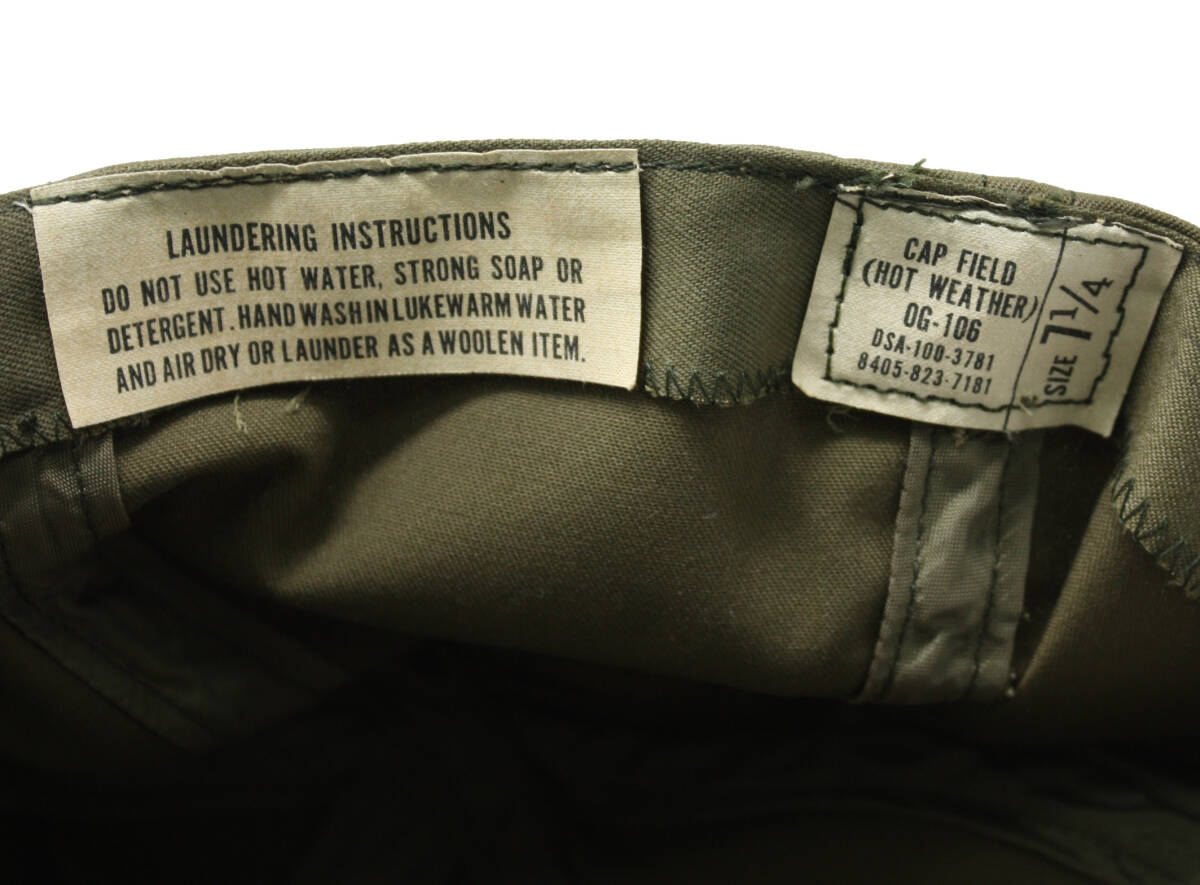 LAUNDERING INSTRUCTIONS
DO NOT USE HOT WATER, STRONG SOAP OR
DETERGENT. HAND WASH IN LUKEWARM WATER
AND AIR DRY OR LAUNDER AS A WOOLEN ITEM.
CAP FIELD
(HOT WEATHER)
OG-106
DSA-100-3781
8405-823-7181
SIZE 7 1/4